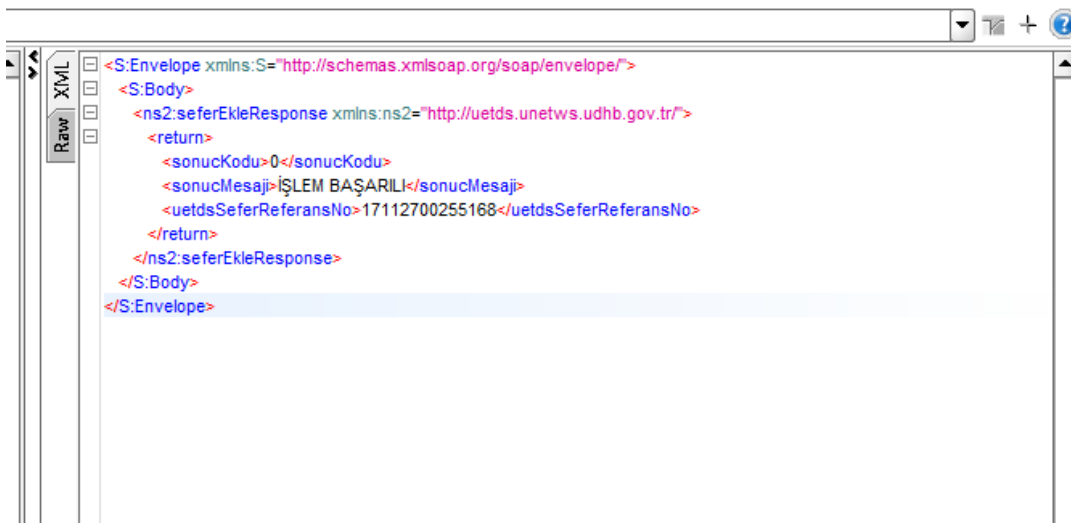 XML
Raw
<S:Envelope xmlns:S="http://schemas.xmlsoap.org/soap/envelope/">
<S:Body>
<ns2:seferEkleResponse xmlns:ns2="http://uetds.unetws.udhb.gov.tr/">
<return>
<sonucKodu>0</sonucKodu>
<sonucMesaji>İŞLEM BAŞARILI</sonucMesaji>
<uetdsSeferReferansNo>17112700255168</uetdsSeferReferansNo>
</return>
</ns2:seferEkleResponse>
</S:Body>
</S:Envelope>